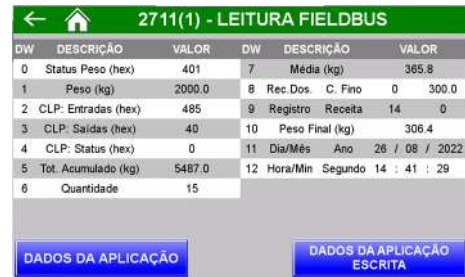 2711(1) - LEITURA FIELDBUS
DW DESCRIÇÃO VALOR DW DESCRIÇÃO VALOR
0 Status Peso (hex) 401 7 Média (kg) 365.8
1 Peso (kg) 2000.0 8 Rec.Dos. C. Fino 0 300.0
2 CLP: Entradas (hex) 485 9 Registro Receita 14 0
3 CLP: Saídas (hex) 40 10 Peso Final (kg) 306.4
4 CLP: Status (hex) 0 11 Dia/Mês Ano 26 / 08 / 2022
5 Tot. Acumulado (kg) 5487.0 12 Hora/Min Segundo 14 : 41 : 29
6 Quantidade 15
DADOS DA APLICAÇÃO DADOS DA APLICAÇÃO
ESCRITA